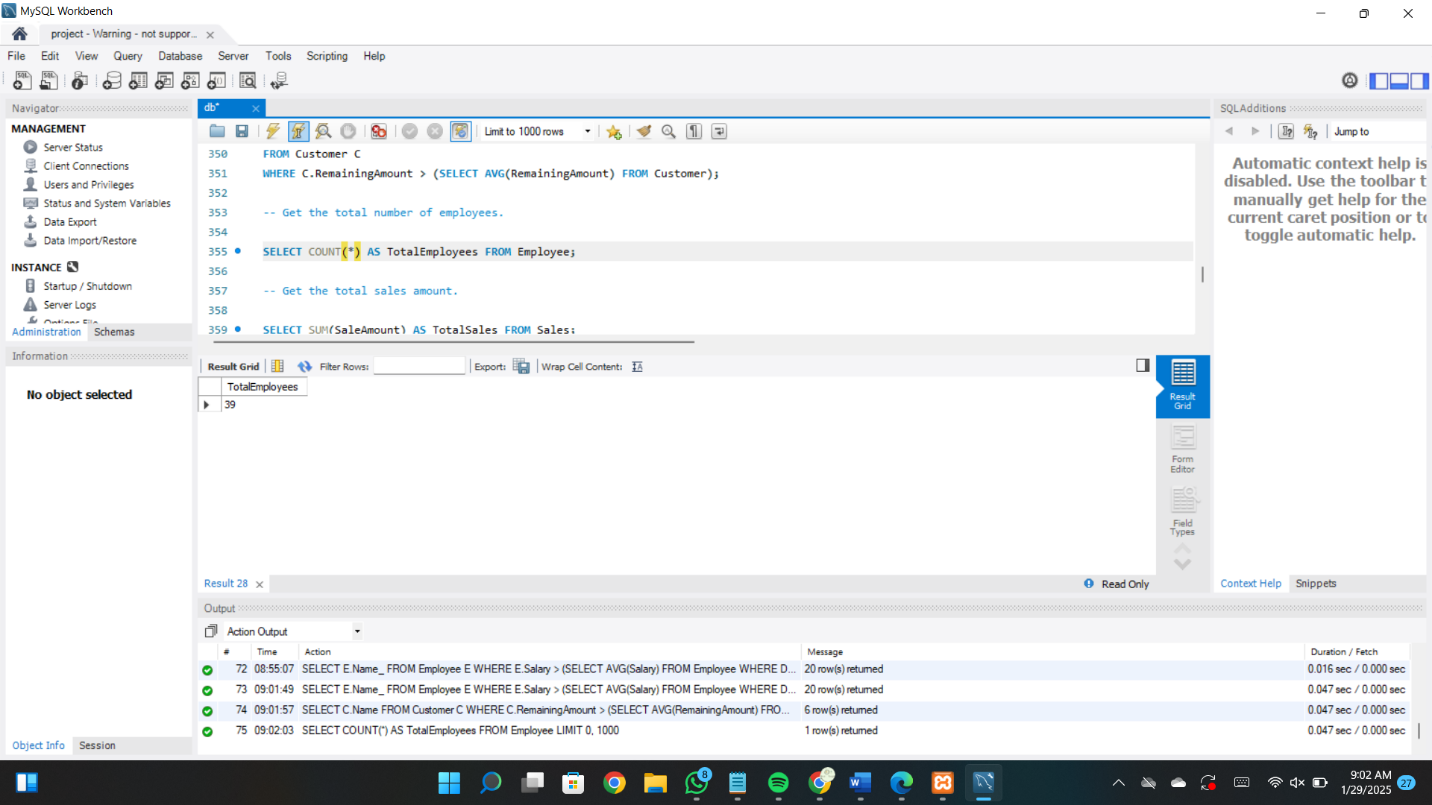 MySQL Workbench
project - Warning - not suppor...
File Edit View Query Database Server Tools Scripting Help
Navigator
MANAGEMENT
Server Status
Client Connections
Users and Privileges
Status and System Variables
Data Export
Data Import/Restore
INSTANCE
Startup / Shutdown
Server Logs
Options File
Administration Schemas
Information
No object selected
Object Info Session
db*
Limit to 1000 rows
350 FROM Customer C
351 WHERE C.RemainingAmount > (SELECT AVG(RemainingAmount) FROM Customer);
352
353 -- Get the total number of employees.
354
355 SELECT COUNT(*) AS TotalEmployees FROM Employee;
356
357 -- Get the total sales amount.
358
359 SELECT SUM(SaleAmount) AS TotalSales FROM Sales;
Result Grid Filter Rows: Export: Wrap Cell Content:
TotalEmployees
39
Result Grid
Form Editor
Field Types
Result 28
Read Only
SQLAdditions
Jump to
Automatic context help is
disabled. Use the toolbar t
manually get help for the
current caret position or to
toggle automatic help.
Context Help Snippets
Output
Action Output
# Time Action Message Duration / Fetch
72 08:55:07 SELECT E.Name_ FROM Employee E WHERE E.Salary > (SELECT AVG(Salary) FROM Employee WHERE D... 20 row(s) returned 0.016 sec / 0.000 sec
73 09:01:49 SELECT E.Name_ FROM Employee E WHERE E.Salary > (SELECT AVG(Salary) FROM Employee WHERE D... 20 row(s) returned 0.047 sec / 0.000 sec
74 09:01:57 SELECT C.Name FROM Customer C WHERE C.RemainingAmount > (SELECT AVG(RemainingAmount) FRO... 6 row(s) returned 0.047 sec / 0.000 sec
75 09:02:03 SELECT COUNT(*) AS TotalEmployees FROM Employee LIMIT 0, 1000 1 row(s) returned 0.047 sec / 0.000 sec
8
9:02 AM
1/29/2025
27